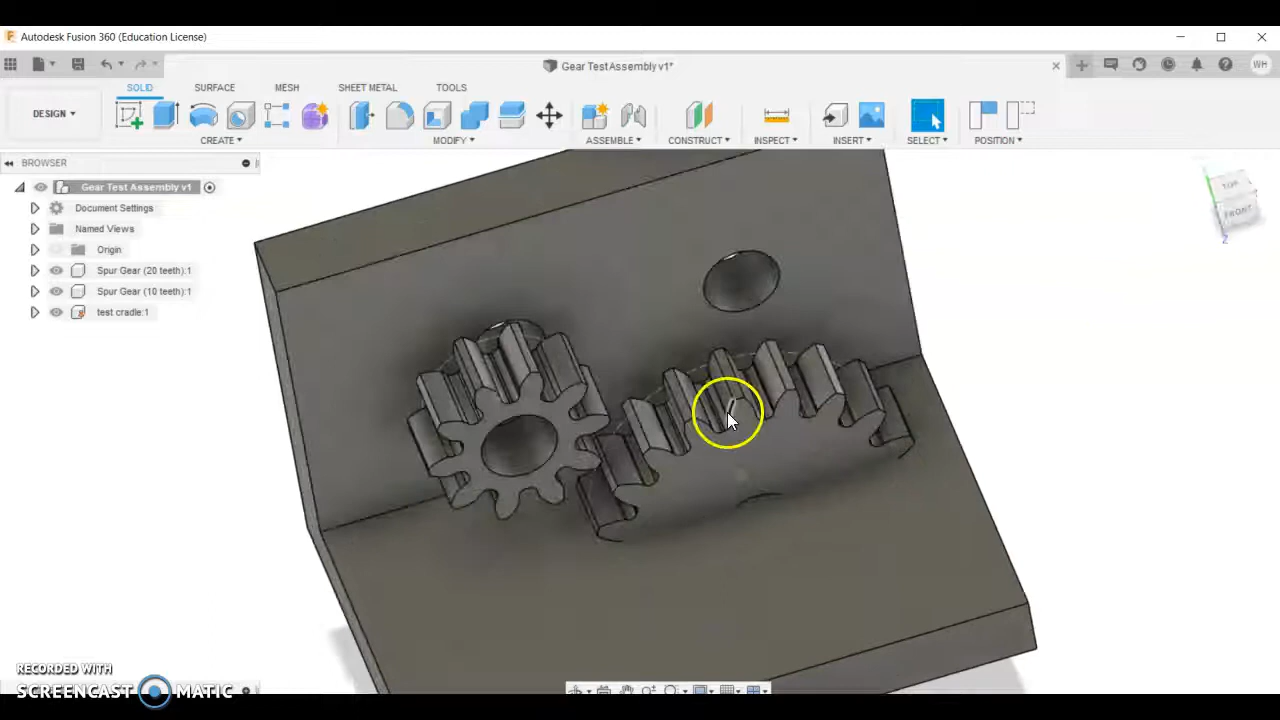 Autodesk Fusion 360 (Education License)
Gear TestAssembly v1*
WH
SOLID SURFACE MESH SHEET METAL TOOLS
DESIGN
CREATE MODIFY ASSEMBLE CONSTRUCT INSPECT INSERT SELECT POSITION
BROWSER
Gear Test Assembly v1
Document Settings
Named Views
Origin
Spur Gear (20 teeth):1
Spur Gear (10 teeth):1
test cradle:1
TOP
FRONT
Z
RECORDED WITH
SCREENCAST MATIC